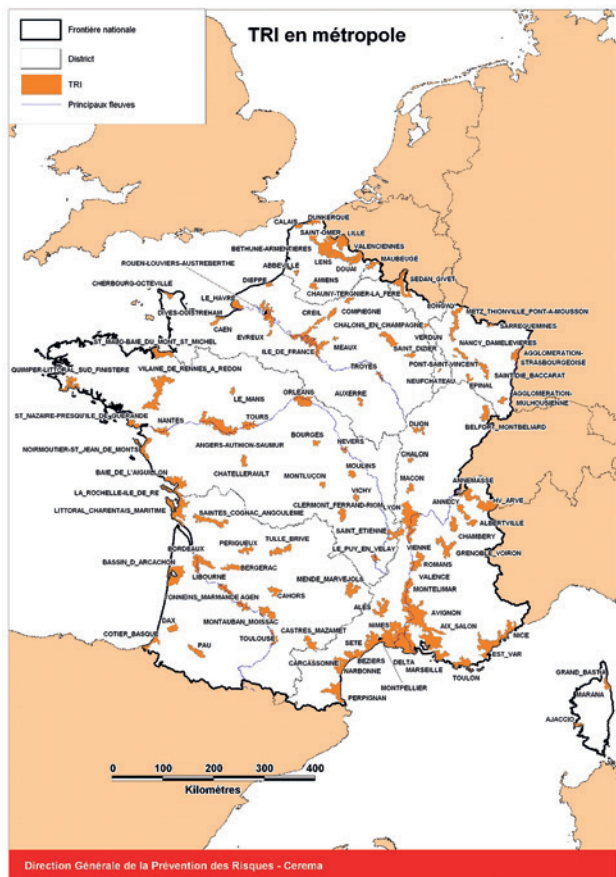 TRI en métropole
Frontière nationale
District
TRI
Principaux fleuves
CALAIS
DUNKERQUE
SAINT-OMER
LILLE
BETHUNE-ARMENTIERES
VALENCIENNES
LENS
DOUAI
MAUBEUGE
ROUEN-LOUVIERS-AUSTREBERTHE
ABBEVILLE
AMIENS
SEDAN_GIVET
CHERBOURG-OCTEVILLE
DIEPPE
CHAUNY-TERGNIER-LA_FERE
LE_HAVRE
LONGWY
DIVES-OUISTREHAM
CREIL
COMPIEGNE
METZ_THIONVILLE_PONT-A-MOUSSON
SARREGUEMINES
CAEN
EVREUX
CHALONS_EN_CHAMPAGNE
VERDUN
NANCY_DAMELEVIERES
ST_MALO-BAIE_DU_MONT_ST_MICHEL
ILE_DE_FRANCE
MEAUX
SAINT_DIZIER
AGGLOMERATION-
STRASBOURGEOISE
QUIMPER-LITTORAL_SUD_FINISTERE
VILAINE_DE_RENNES_A_REDON
TROYES
PONT-SAINT-VINCENT
SAINT-DIE_BACCARAT
NEUFCHATEAU
EPINAL
LE_MANS
ORLEANS
AUXERRE
AGGLOMERATION-
MULHOUSIENNE
ST_NAZAIRE-PRESQU'ILE_DE_GUERANDE
NANTES
TOURS
DIJON
BELFORT_MONTBELIARD
ANGERS-AUTHION-SAUMUR
BOURGES
NEVERS
NOIRMOUTIER-ST_JEAN_DE_MONTS
CHALON
BAIE_DE_L'AIGUILLON
CHATELLERAULT
MOULINS
MONTLUÇON
MACON
ANNEMASSE
LA_ROCHELLE-ILE_DE_RE
VICHY
ANNECY
HV_ARVE
LITTORAL_CHARENTAIS_MARITIME
CLERMONT_FERRAND-RIOM
LYON
SAINTES_COGNAC_ANGOULEME
ALBERTVILLE
SAINT_ETIENNE
CHAMBERY
BORDEAUX
PERIGUEUX
TULLE_BRIVE
LE_PUY_EN_VELAY
VIENNE
GRENOBLE_VOIRON
BASSIN_D_ARCACHON
LIBOURNE
BERGERAC
ROMANS
VALENCE
MENDE_MARVEJOLS
MONTELIMAR
TONNEINS_MARMANDE_AGEN
CAHORS
ALES
AVIGNON
DAX
MONTAUBAN_MOISSAC
NIMES
AIX_SALON
COTIER_BASQUE
TOULOUSE
CASTRES_MAZAMET
NICE
PAU
SETE
EST_VAR
CARCASSONNE
BEZIERS
DELTA
NARBONNE
MARSEILLE
TOULON
MONTPELLIER
PERPIGNAN
GRAND_BASTIA
MARANA
AJACCIO
0 100 200 300 400
Kilomètres
Direction Générale de la Prévention des Risques - Cerema